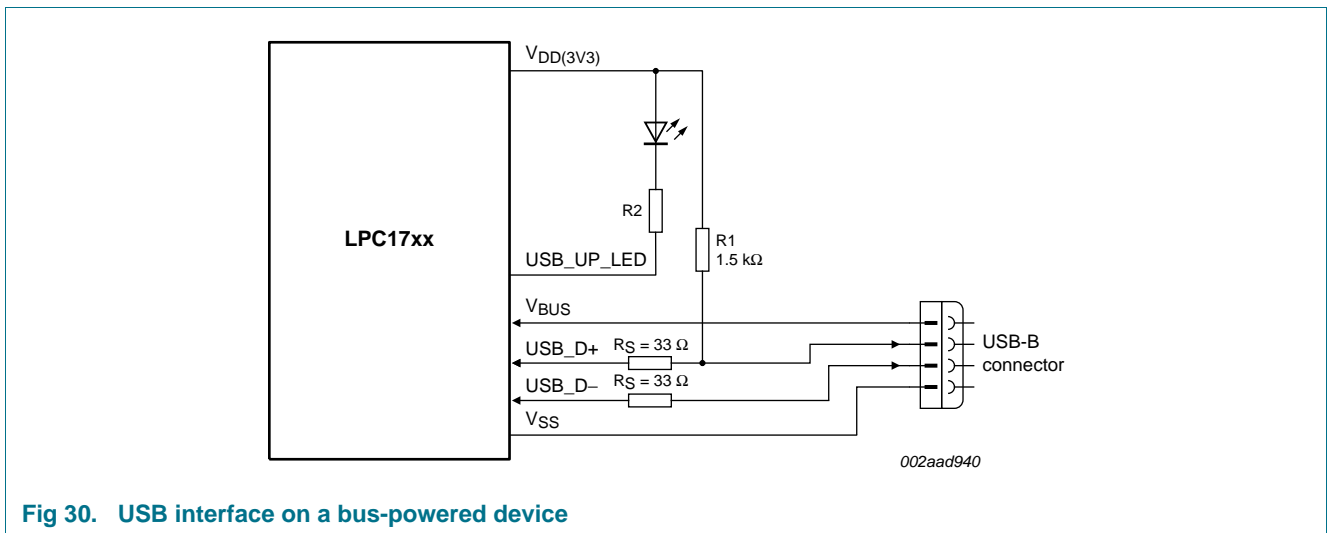 VDD(3V3)
R2
LPC17xx
R1
1.5 kΩ
USB_UP_LED
VBUS
USB_D+ RS = 33 Ω
USB-B
connector
USB_D− RS = 33 Ω
VSS
002aad940
Fig 30. USB interface on a bus-powered device